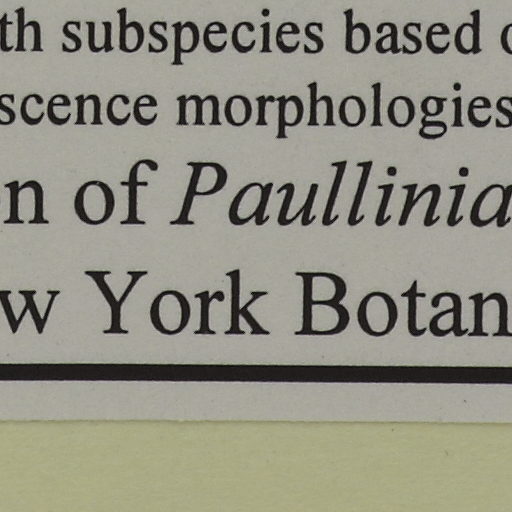 th subspecies based
scence morphologies
n of Paullinia
w York Botan